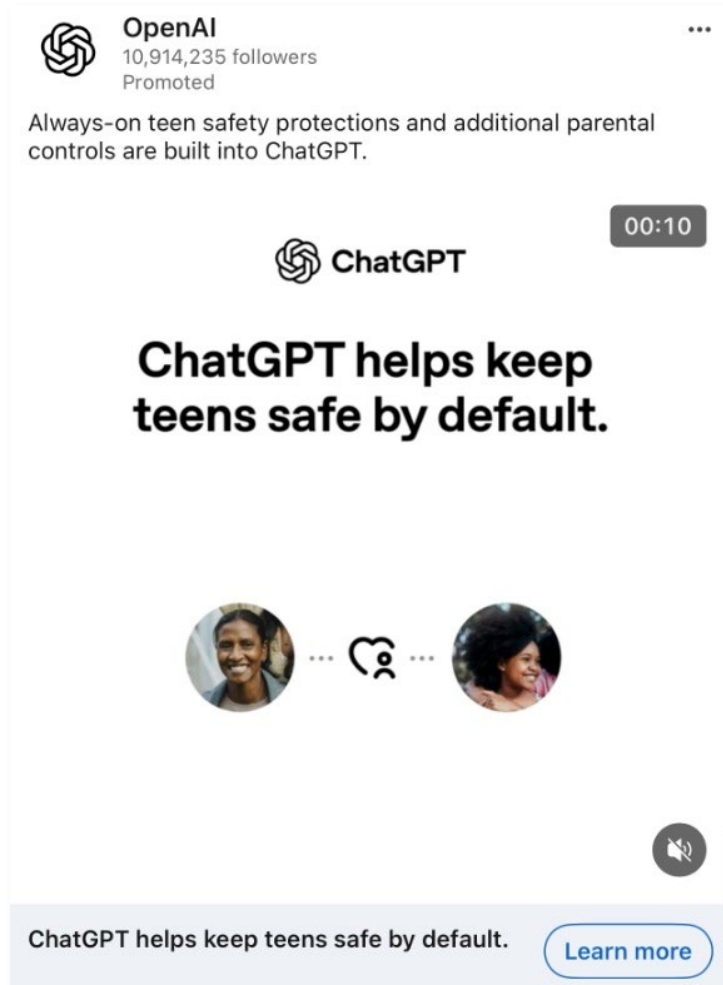 OpenAI
10,914,235 followers
Promoted
Always-on teen safety protections and additional parental
controls are built into ChatGPT.
00:10
ChatGPT
ChatGPT helps keep
teens safe by default.
ChatGPT helps keep teens safe by default.
Learn more